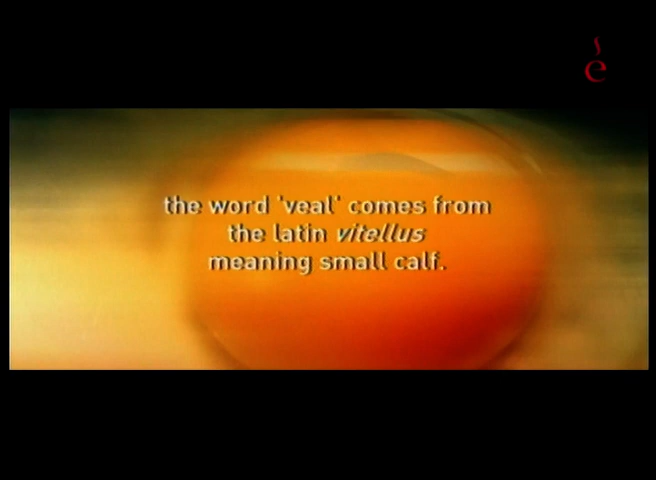 e
the word 'veal' comes from
the latin vitellus
meaning small calf.